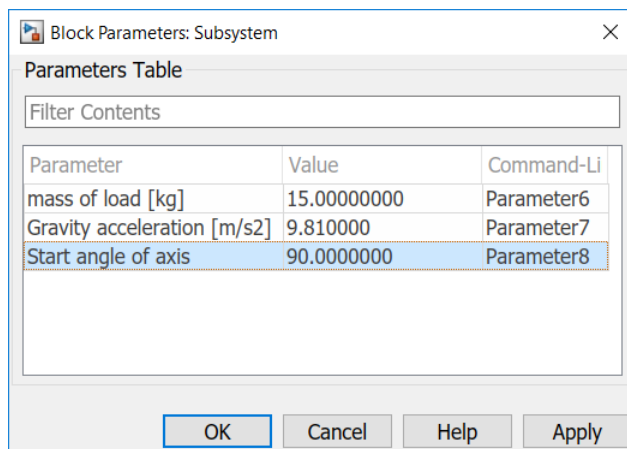 Block Parameters: Subsystem
Parameters Table
Filter Contents
Parameter Value Command-Li
mass of load [kg] 15.00000000 Parameter6
Gravity acceleration [m/s2] 9.810000 Parameter7
Start angle of axis 90.0000000 Parameter8
OK Cancel Help Apply